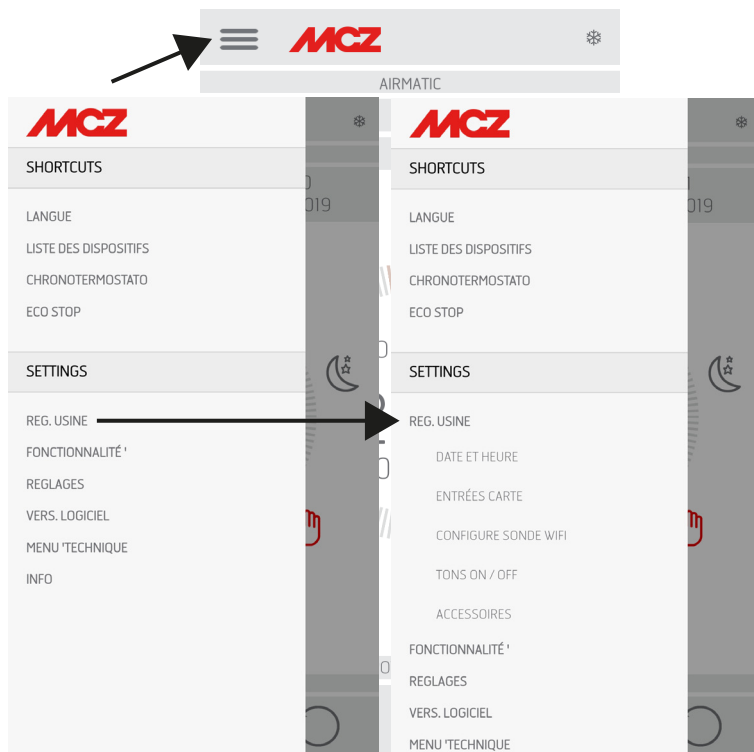 MCZ
AIRMATIC
MCZ
SHORTCUTS
LANGUE
LISTE DES DISPOSITIFS
CHRONOTERMOSTATO
ECO STOP
SETTINGS
REG. USINE
FONCTIONNALITÉ '
REGLAGES
VERS. LOGICIEL
MENU 'TECHNIQUE
INFO
019
MCZ
SHORTCUTS
LANGUE
LISTE DES DISPOSITIFS
CHRONOTERMOSTATO
ECO STOP
SETTINGS
REG. USINE
DATE ET HEURE
ENTRÉES CARTE
CONFIGURE SONDE WIFI
TONS ON / OFF
ACCESSOIRES
FONCTIONNALITÉ '
REGLAGES
VERS. LOGICIEL
MENU 'TECHNIQUE
019